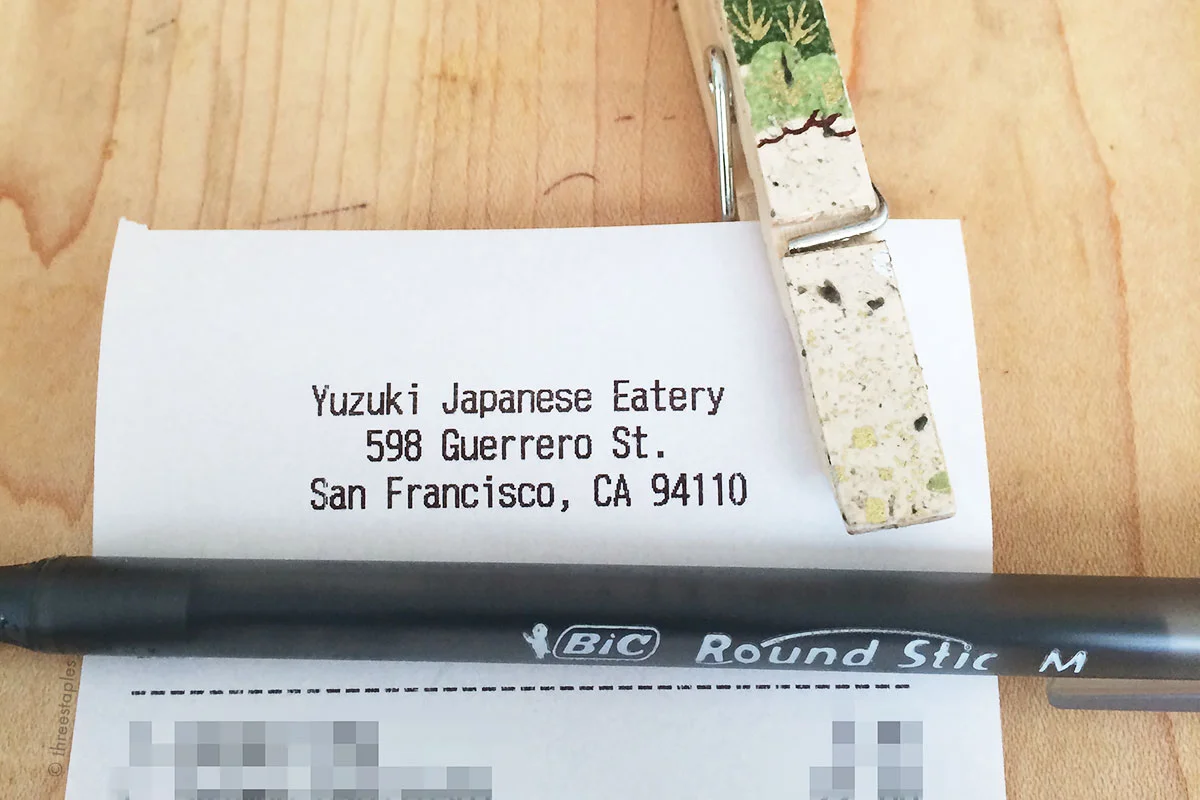 Yuzuki Japanese Eatery
598 Guerrero St.
San Francisco, CA 94110
BiC Round Stic M
© threestaples